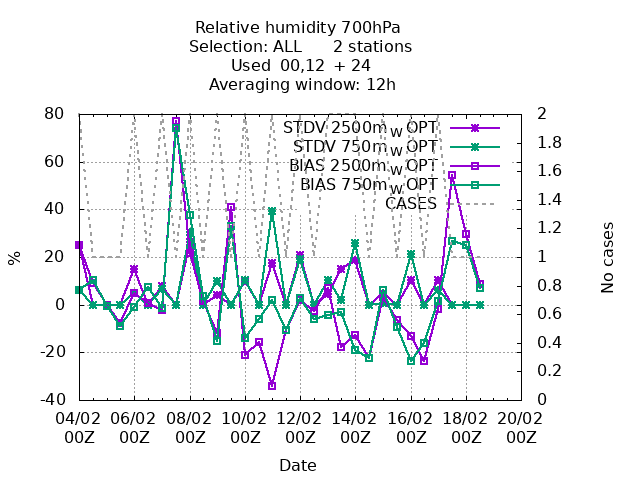 Relative humidity 700hPa
Selection: ALL 2 stations
Used 00,12 + 24
Averaging window: 12h
STDV 2500m_w OPT
STDV 750m_w OPT
BIAS 2500m_w OPT
BIAS 750m_w OPT
CASES
80
60
40
20
0
-20
-40
%
2
1.8
1.6
1.4
1.2
1
0.8
0.6
0.4
0.2
0
No cases
04/02 06/02 08/02 10/02 12/02 14/02 16/02 18/02 20/02
00Z 00Z 00Z 00Z 00Z 00Z 00Z 00Z 00Z
Date